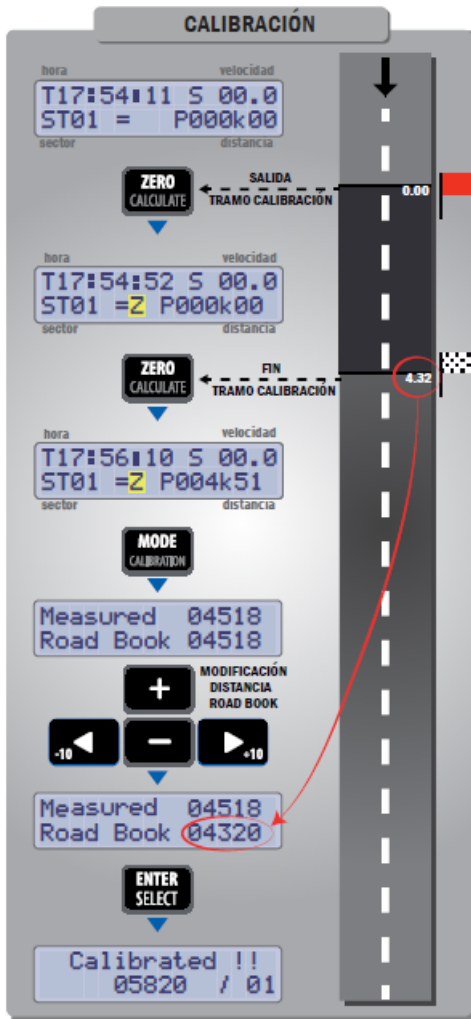 CALIBRACIÓN
hora velocidad
T17:54:11 S 00.0
ST01 = P000k00
sector distancia
ZERO
CALCULATE
SALIDA
TRAMO CALIBRACIÓN
0.00
hora velocidad
T17:54:52 S 00.0
ST01 =Z P000k00
sector distancia
ZERO
CALCULATE
FIN
TRAMO CALIBRACIÓN
4.32
hora velocidad
T17:56:10 S 00.0
ST01 =Z P004k51
sector distancia
MODE
CALIBRATION
Measured 04518
Road Book 04518
+
MODIFICACIÓN
DISTANCIA
ROAD BOOK
-10 − +10
Measured 04518
Road Book 04320
ENTER
SELECT
Calibrated !!
05820 / 01